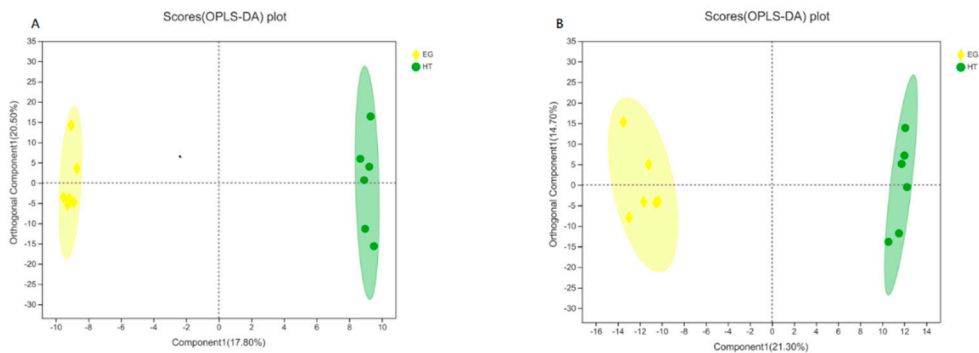 A
Scores(OPLS-DA) plot
EG
HT
Orthogonal Component1(20.50%)
30
25
20
15
10
5
0
-5
-10
-15
-20
-25
-30
-10 -8 -6 -4 -2 0 2 4 6 8 10
Component1(17.80%)
B
Scores(OPLS-DA) plot
EG
HT
Orthogonal Component1(14.70%)
35
30
25
20
15
10
5
0
-5
-10
-15
-20
-25
-30
-16 -14 -12 -10 -8 -6 -4 -2 0 2 4 6 8 10 12 14
Component1(21.30%)